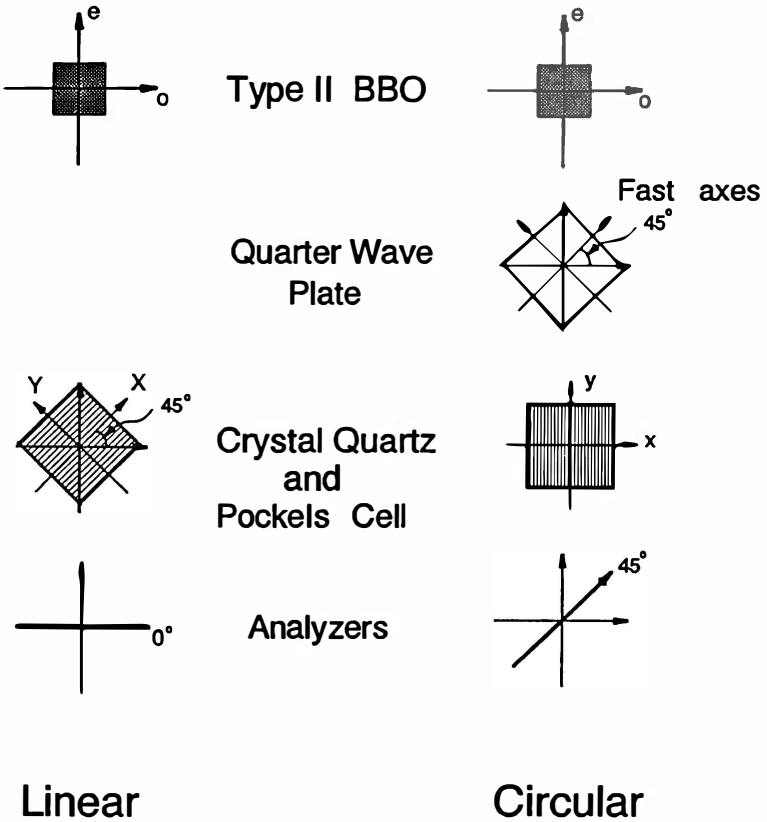 e
o
Type II BBO
e
o
Fast axes
45°
Quarter Wave
Plate
Y
X
45°
Crystal Quartz
and
Pockels Cell
y
x
0°
Analyzers
45°
Linear
Circular